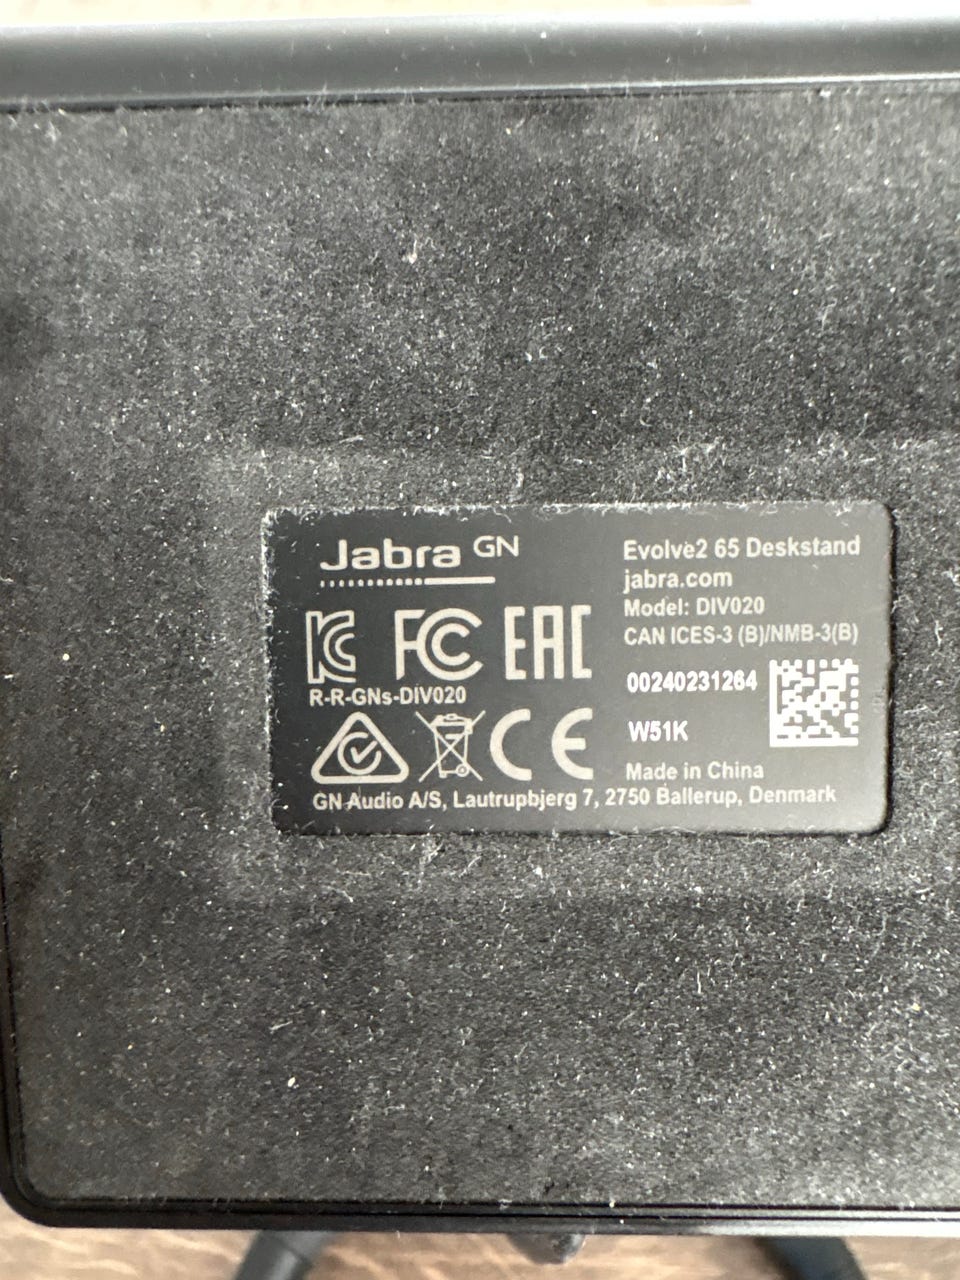 Jabra GN
FCC EAC
R-R-GNs-DIV020
CE
GN Audio A/S, Lautrupbjerg 7, 2750 Ballerup, Denmark
Evolve2 65 Deskstand
jabra.com
Model: DIV020
CAN ICES-3 (B)/NMB-3(B)
00240231264
W51K
Made in China